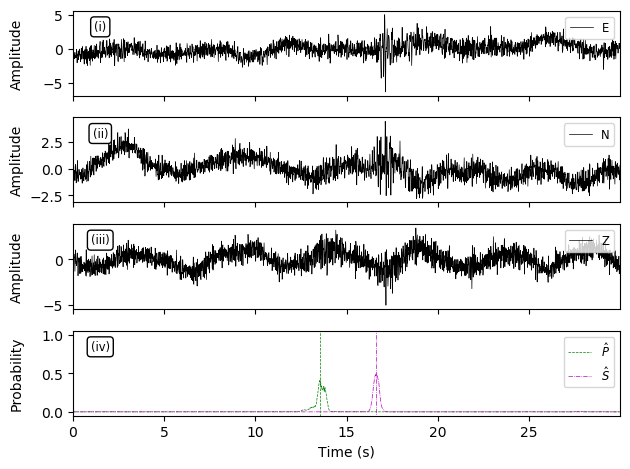 (i)
E
5
0
−5
Amplitude
(ii)
N
2.5
0.0
−2.5
Amplitude
(iii)
Z
0
−5
Amplitude
(iv)
P̂
Ŝ
1.0
0.5
0.0
Probability
0 5 10 15 20 25
Time (s)